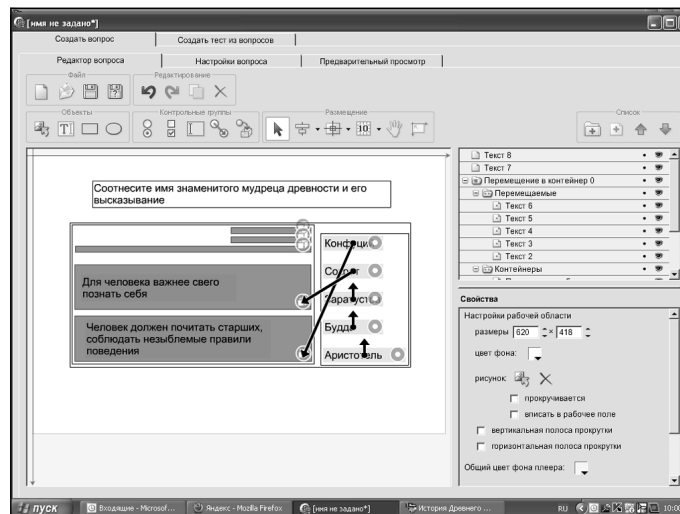 [имя не задано*]
Создать вопрос
Создать тест из вопросов
Редактор вопроса
Настройки вопроса
Предварительный просмотр
Файл
Редактирование
Объекты
Контрольные группы
Размещение
Список
Соотнесите имя знаменитого мудреца древности и его
высказывание
Для человека важнее свего
познать себя
Человек должен почитать старших,
соблюдать незыблемые правили
поведения
Будда
Аристотель
Текст 8
Текст 7
Перемещение в контейнер 0
Перемещаемые
Текст 6
Текст 5
Текст 4
Текст 3
Текст 2
Контейнеры
Свойства
Настройки рабочей области
размеры 620 × 418
цвет фона:
рисунок:
прокручивается
вписать в рабочее поле
вертикальная полоса прокрутки
горизонтальная полоса прокрутки
Общий цвет фона плеера:
пуск
Входящие - Microsof...
Яндекс - Mozilla Firefox
[имя не задано*]
История Древнего ...
RU
10:00